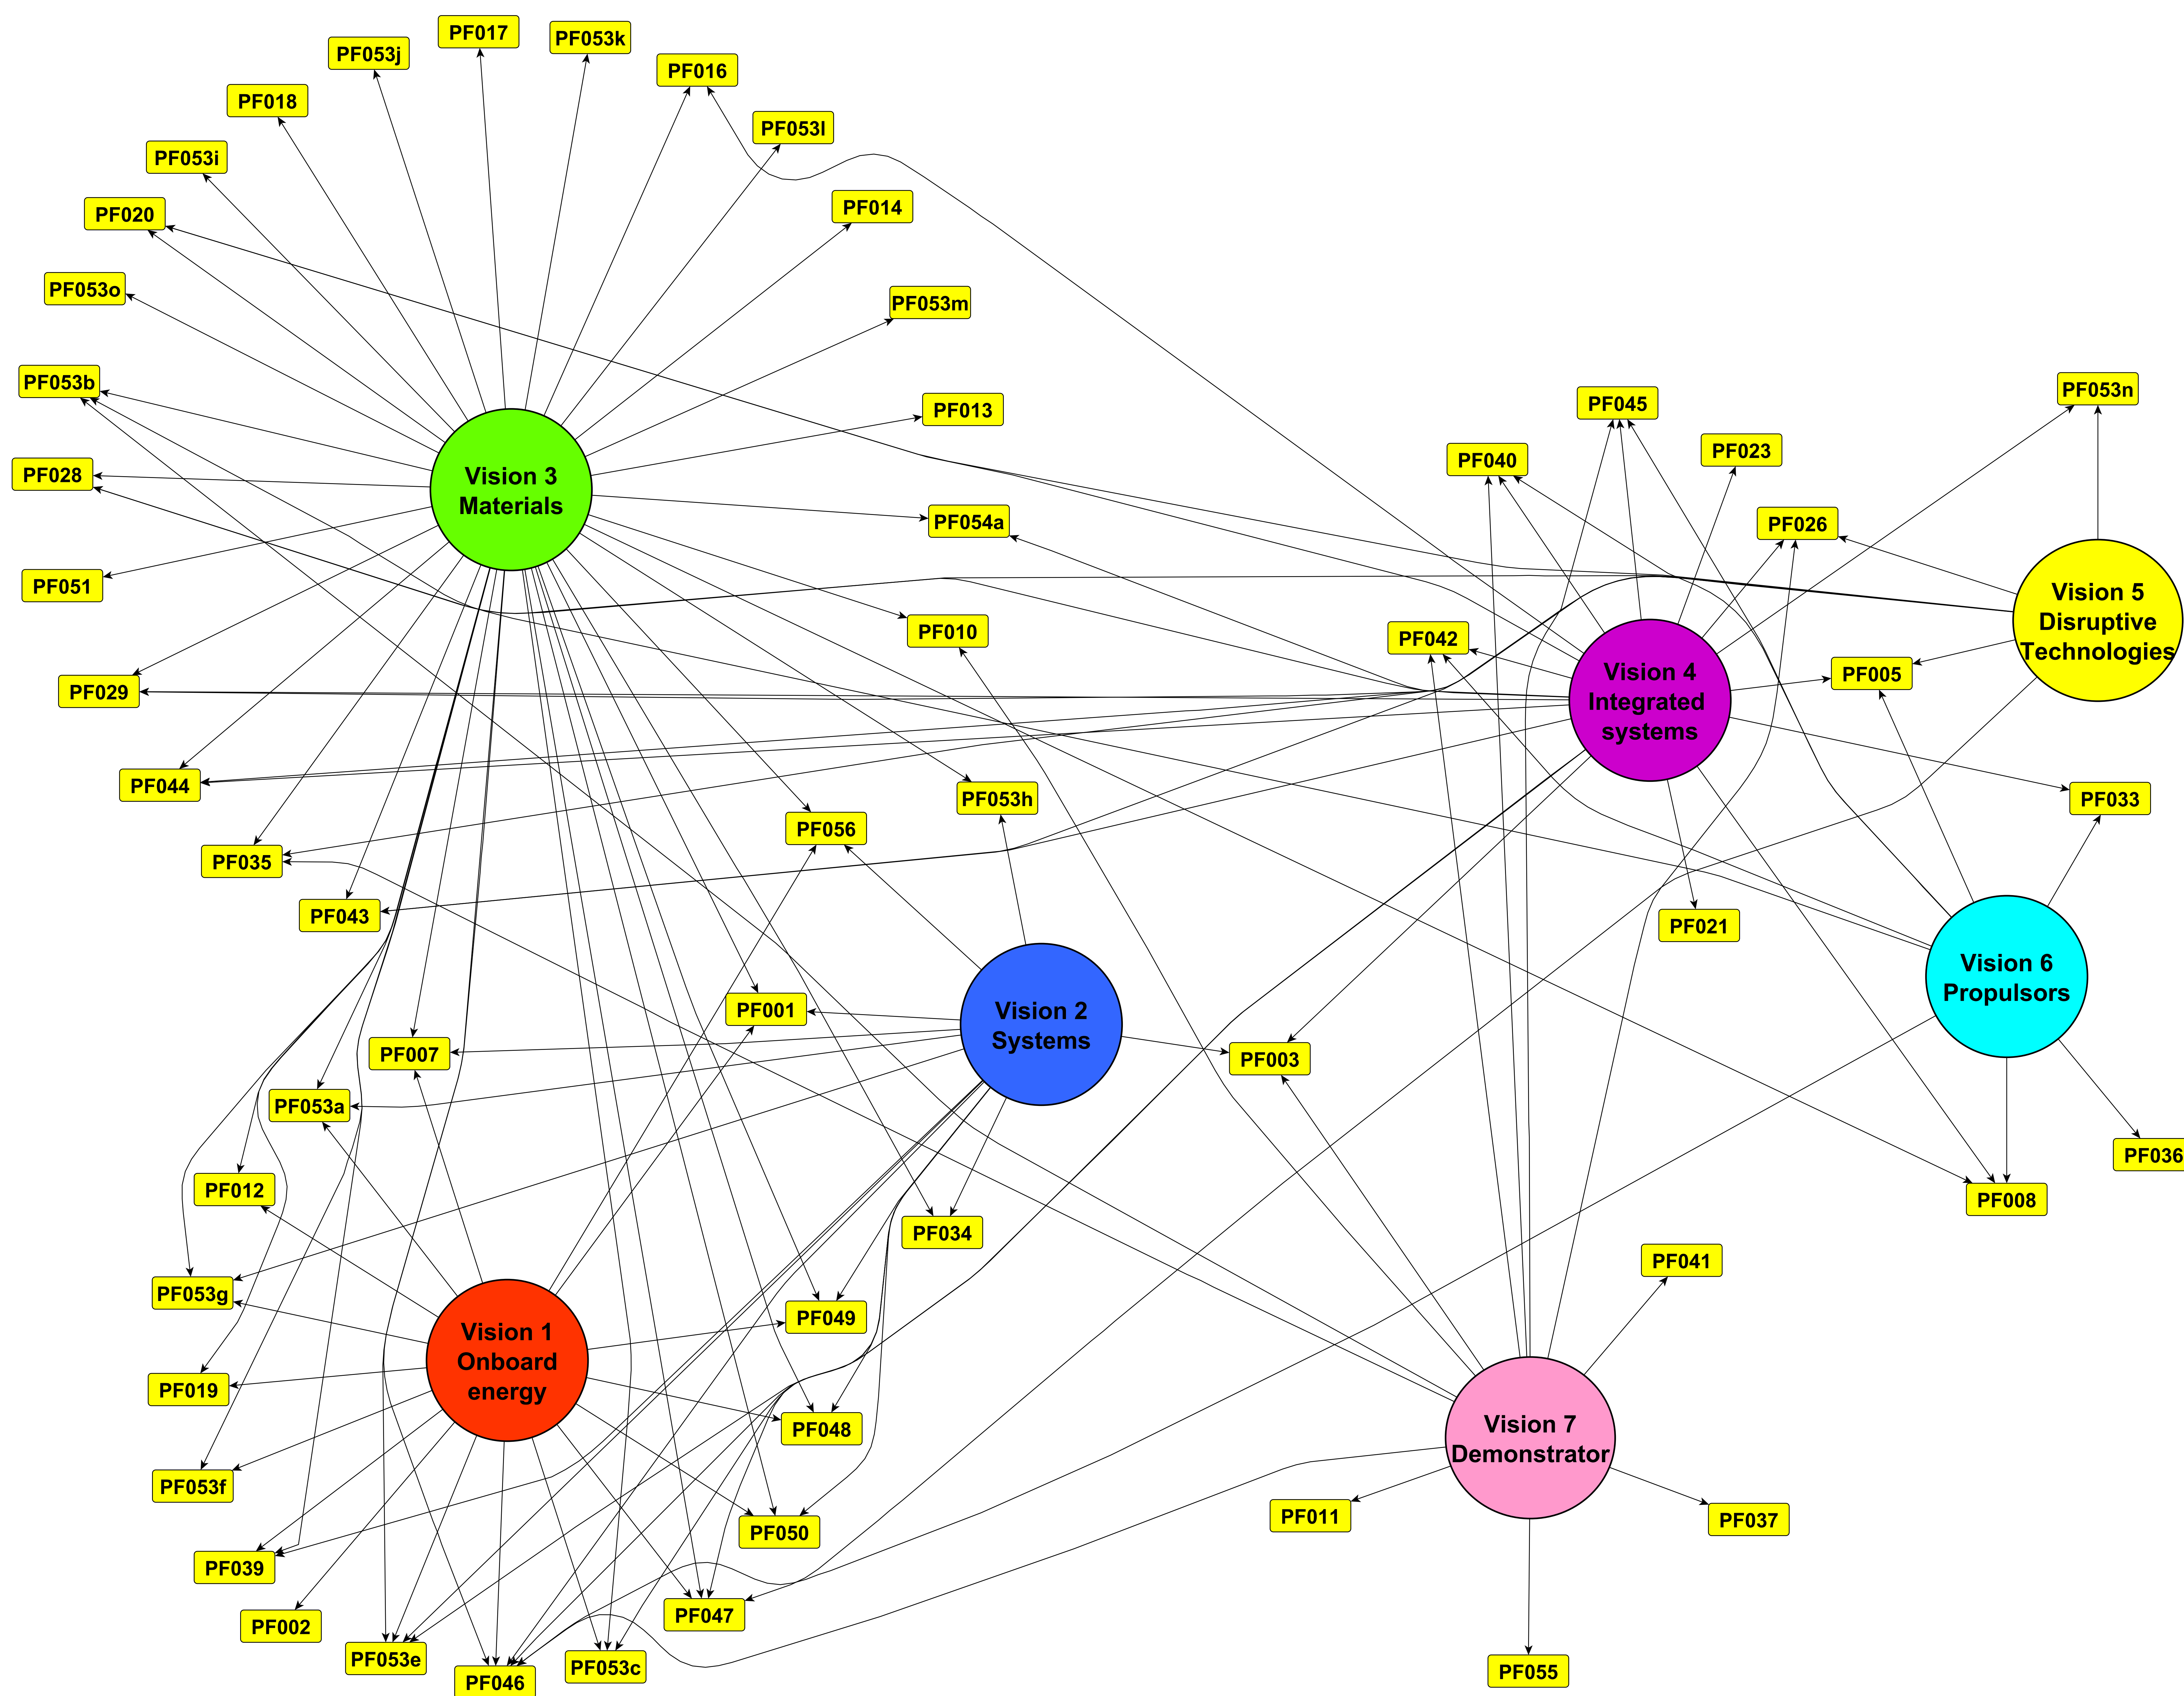 PF017
PF053k
PF053j
PF016
PF018
PF053l
PF053i
PF020
PF014
PF053o
PF053m
PF053b
PF013
PF045
PF053n
PF023
PF040
PF028
Vision 3
Materials
PF054a
PF026
PF051
PF010
PF042
Vision 5
Disruptive
Technologies
PF005
Vision 4
Integrated
systems
PF029
PF044
PF053h
PF033
PF056
PF035
PF043
PF021
Vision 6
Propulsors
PF001
Vision 2
Systems
PF007
PF003
PF053a
PF036
PF012
PF008
PF034
PF041
PF053g
PF049
Vision 1
Onboard
energy
PF019
PF048
Vision 7
Demonstrator
PF053f
PF011
PF037
PF050
PF039
PF047
PF002
PF053e
PF053c
PF055
PF046